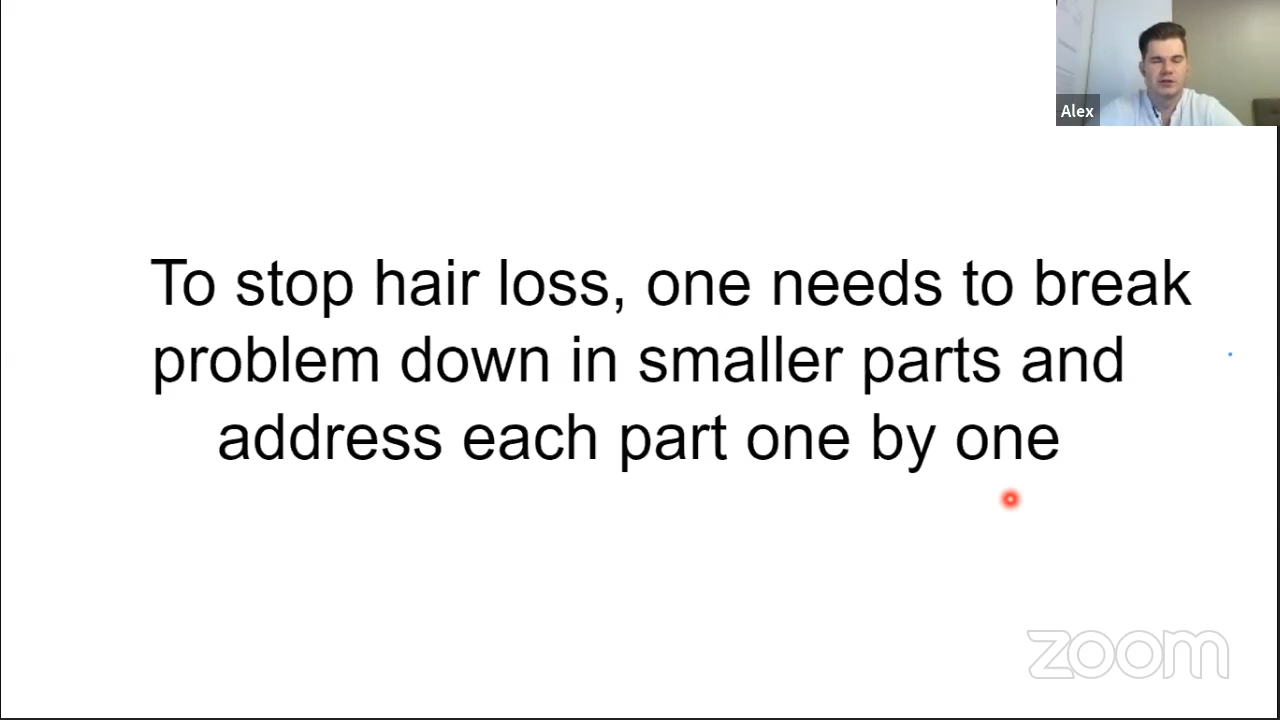 Alex
To stop hair loss, one needs to break
problem down in smaller parts and
address each part one by one
zoom